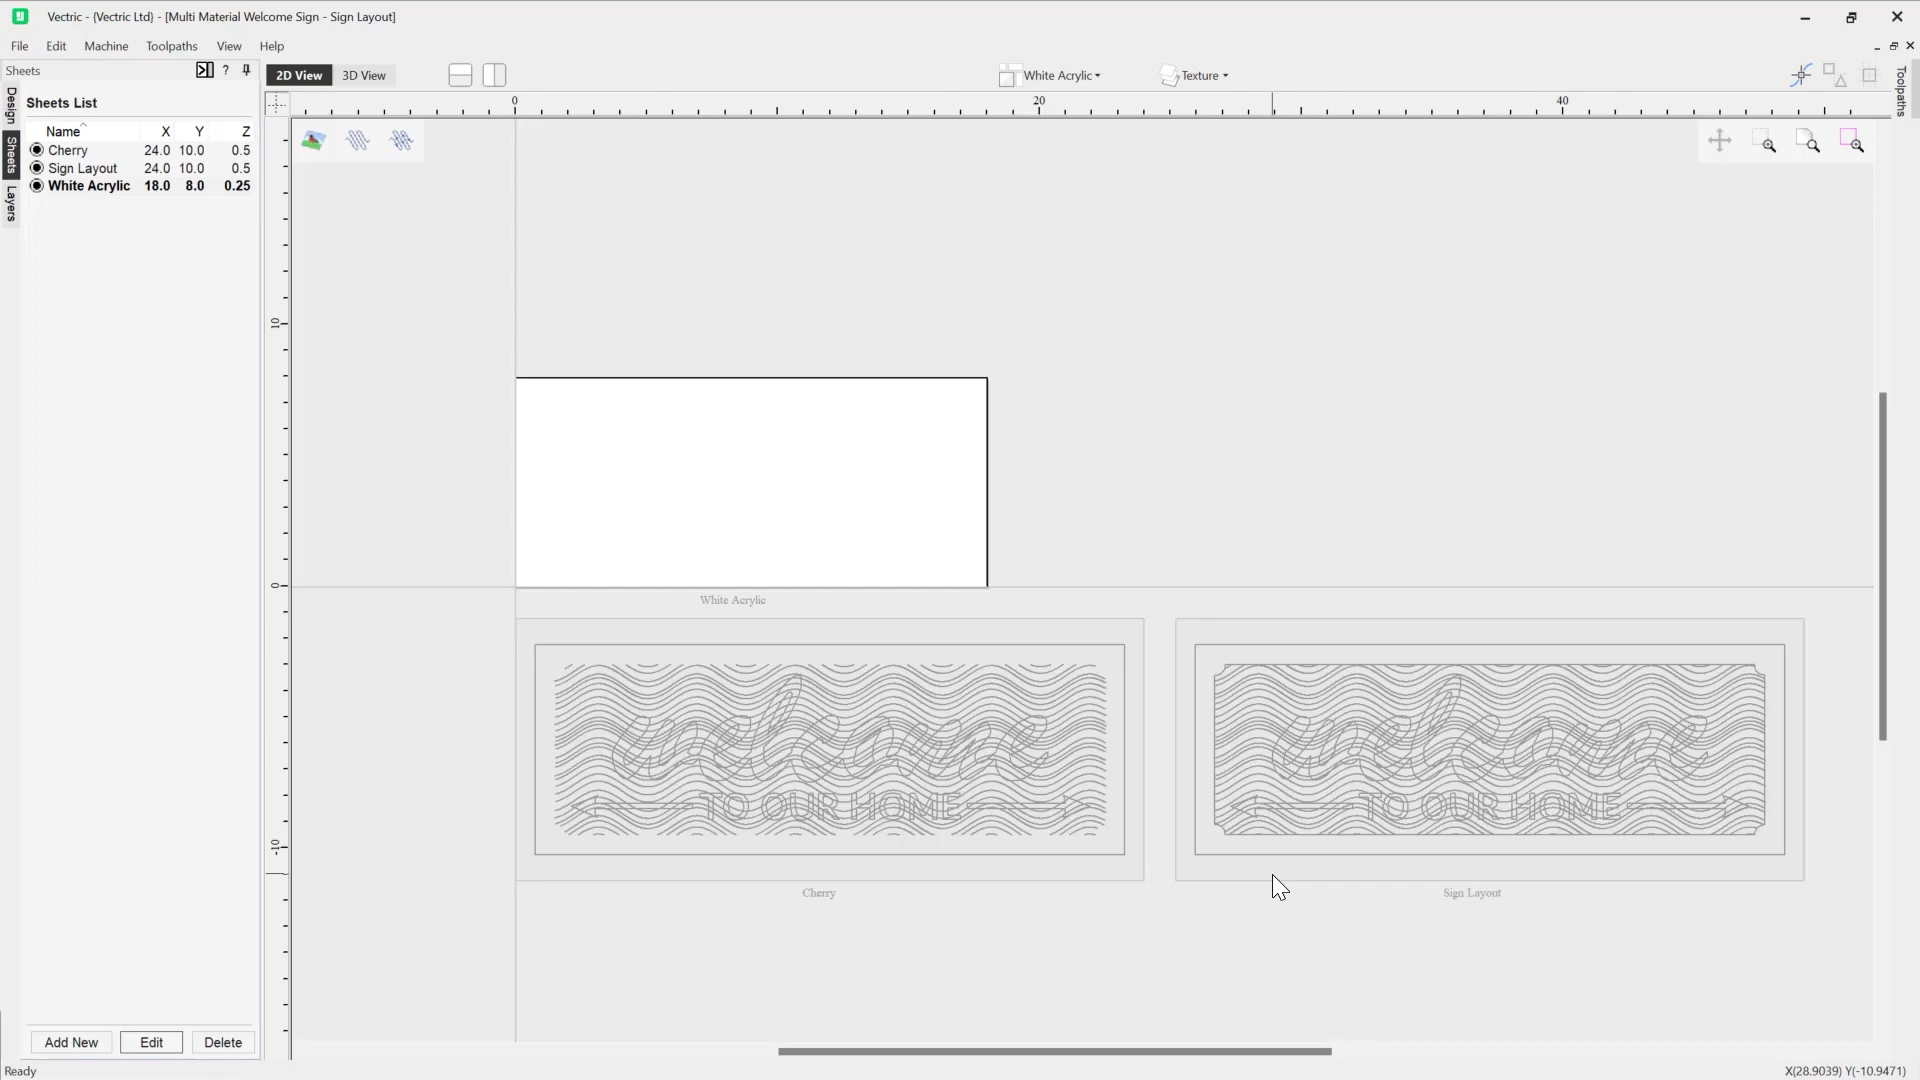 Vectric - {Vectric Ltd} - [Multi Material Welcome Sign - Sign Layout]
File Edit Machine Toolpaths View Help
Sheets ?
2D View 3D View White Acrylic Texture
Design
Sheets
Layers
Toolpaths
Sheets List
Name X Y Z
Cherry 24.0 10.0 0.5
Sign Layout 24.0 10.0 0.5
White Acrylic 18.0 8.0 0.25
0 20 40
10
0
-10
White Acrylic
welcome
TO OUR HOME
Cherry
welcome
TO OUR HOME
Sign Layout
Add New Edit Delete
Ready
X(28.9039) Y(-10.9471)